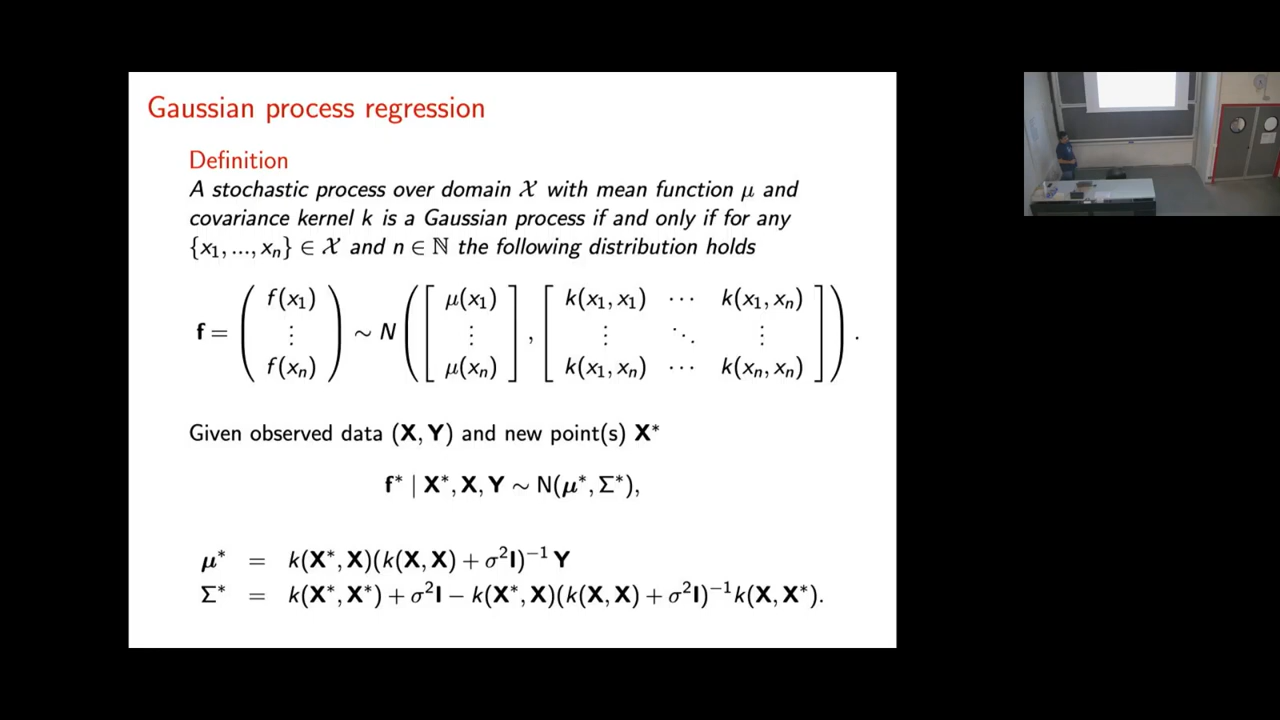 Gaussian process regression
Definition
A stochastic process over domain 𝒳 with mean function μ and
covariance kernel k is a Gaussian process if and only if for any
{x₁, ..., xₙ} ∈ 𝒳 and n ∈ ℕ the following distribution holds
f = ( f(x₁) ⋮ f(xₙ) ) ∼ N ( [ μ(x₁) ⋮ μ(xₙ) ] , [ k(x₁, x₁) ⋯ k(x₁, xₙ) ⋮ ⋱ ⋮ k(x₁, xₙ) ⋯ k(xₙ, xₙ) ] ) .
Given observed data (X, Y) and new point(s) X*
f* | X*, X, Y ∼ N(μ*, Σ*),
μ* = k(X*, X)(k(X, X) + σ²I)⁻¹ Y
Σ* = k(X*, X*) + σ²I − k(X*, X)(k(X, X) + σ²I)⁻¹k(X, X*).